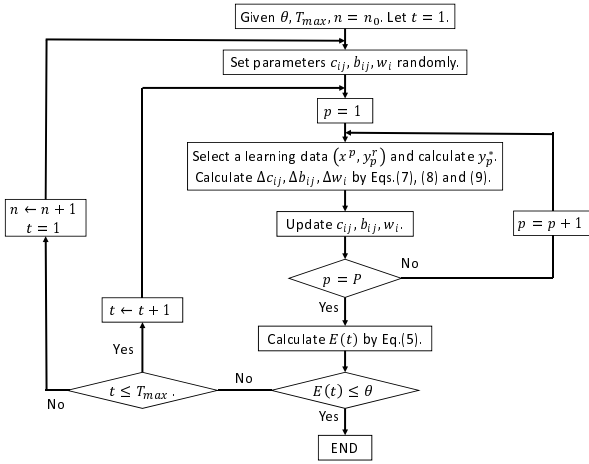 Given θ, T_max, n = n₀. Let t = 1.
Set parameters c_ij, b_ij, w_i randomly.
p = 1
Select a learning data (x^p, y_p^r) and calculate y_p^*.
Calculate Δc_ij, Δb_ij, Δw_i by Eqs.(7), (8) and (9).
n ← n + 1
t = 1
Update c_ij, b_ij, w_i.
p = p + 1
p = P
No
Yes
t ← t + 1
Calculate E(t) by Eq.(5).
Yes
t ≤ T_max .
No
E(t) ≤ θ
No
Yes
END